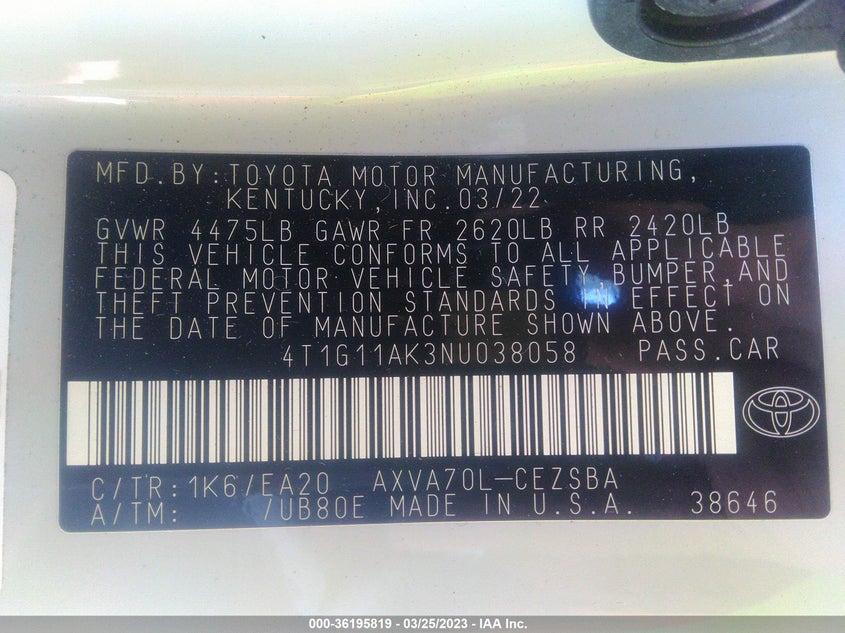 MFD.BY:TOYOTA MOTOR MANUFACTURING,
KENTUCKY,INC.03/22
GVWR 4475LB GAWR FR 2620LB RR 2420LB
THIS VEHICLE CONFORMS TO ALL APPLICABLE
FEDERAL MOTOR VEHICLE SAFETY,BUMPER,AND
THEFT PREVENTION STANDARDS IN EFFECT ON
THE DATE OF MANUFACTURE SHOWN ABOVE.
4T1G11AK3NU038058 PASS.CAR
C/TR:1K6/EA20 AXVA70L-CEZSBA
A/TM: /UB80E MADE IN U.S.A. 38646
000-36195819 - 03/25/2023 - IAA Inc.